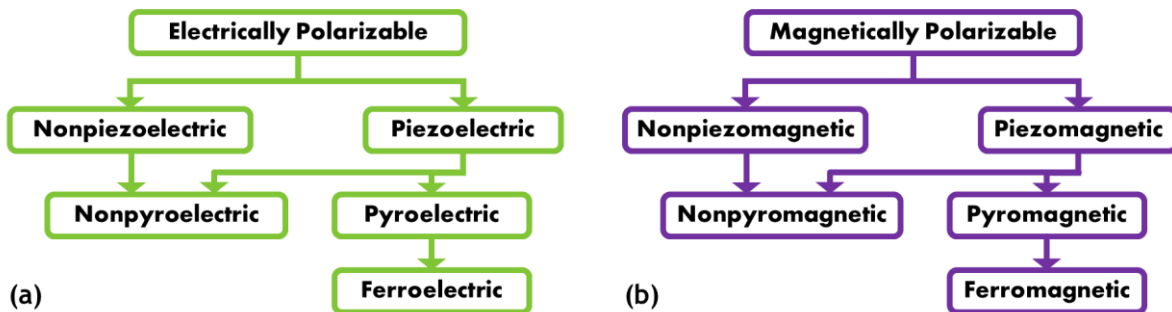 Electrically Polarizable
Nonpiezoelectric
Piezoelectric
Nonpyroelectric
Pyroelectric
Ferroelectric
(a)
Magnetically Polarizable
Nonpiezomagnetic
Piezomagnetic
Nonpyromagnetic
Pyromagnetic
Ferromagnetic
(b)